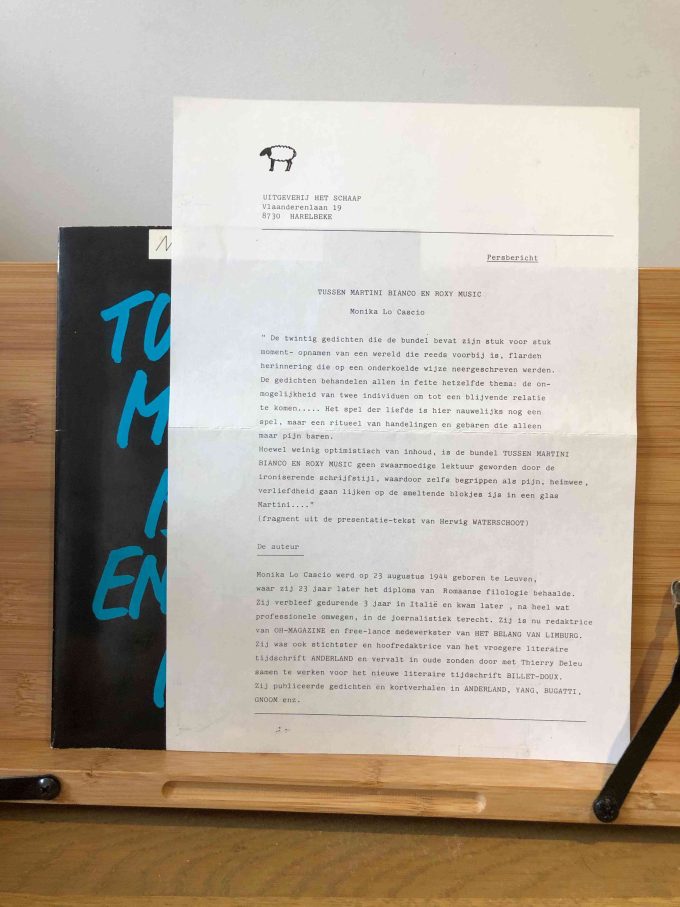 UITGEVERIJ HET SCHAAP
Vlaanderenlaan 19
8730 HARELBEKE
Persbericht
TUSSEN MARTINI BIANCO EN ROXY MUSIC
Monika Lo Cascio
" De twintig gedichten die de bundel bevat zijn stuk voor stuk
moment- opnamen van een wereld die reeds voorbij is, flarden
herinnering die op een onderkoelde wijze neergeschreven werden.
De gedichten behandelen allen in feite hetzelfde thema: de on-
mogelijkheid van twee individuen om tot een blijvende relatie
te komen..... Het spel der liefde is hier nauwelijks nog een
spel, maar een ritueel van handelingen en gebaren die alleen
maar pijn baren.
Hoewel weinig optimistisch van inhoud, is de bundel TUSSEN MARTINI
BIANCO EN ROXY MUSIC geen zwaarmoedige lektuur geworden door de
ironiserende schrijfstijl, waardoor zelfs begrippen als pijn, heimwee,
verliefdheid gaan lijken op de smeltende blokjes ijs in een glas
Martini...."
(fragment uit de presentatie-tekst van Herwig WATERSCHOOT)
De auteur
Monika Lo Cascio werd op 23 augustus 1944 geboren te Leuven,
waar zij 23 jaar later het diploma van Romaanse filologie behaalde.
Zij verbleef gedurende 3 jaar in Italië en kwam later , na heel wat
professionele omwegen, in de journalistiek terecht. Zij is nu redaktrice
van OH-MAGAZINE en free-lance medewerkster van HET BELANG VAN LIMBURG.
Zij was ook stichtster en hoofredaktrice van het vroegere literaire
tijdschrift ANDERLAND en vervalt in oude zonden door met Thierry Deleu
samen te werken voor het nieuwe literaire tijdschrift BILLET-DOUX.
Zij publiceerde gedichten en kortverhalen in ANDERLAND, YANG, BUGATTI,
GNOOM enz.
TU
M
EN